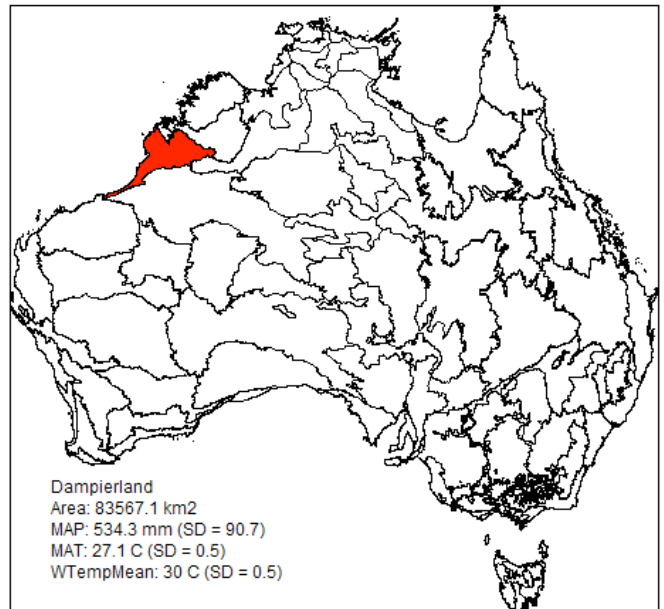 Dampierland
Area: 83567.1 km2
MAP: 534.3 mm (SD = 90.7)
MAT: 27.1 C (SD = 0.5)
WTempMean: 30 C (SD = 0.5)